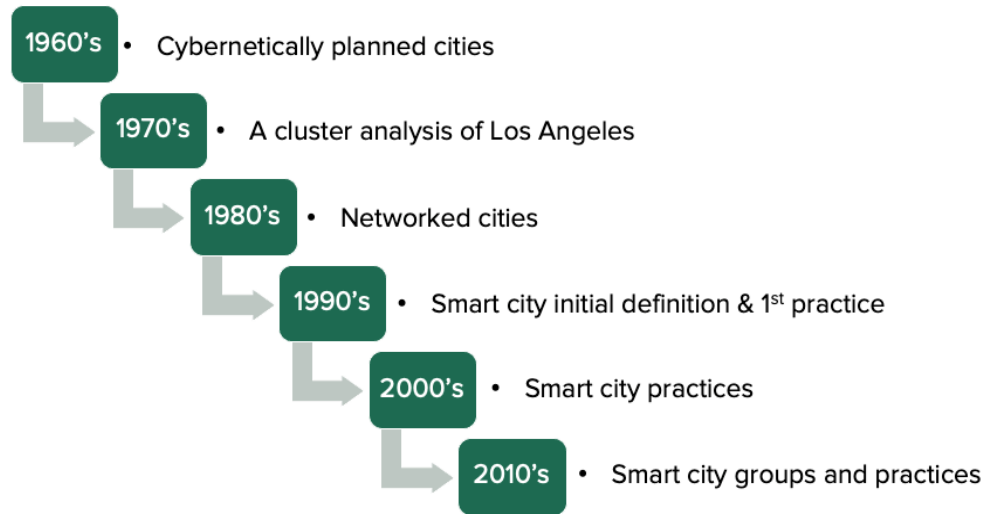 1960's • Cybernetically planned cities
1970's • A cluster analysis of Los Angeles
1980's • Networked cities
1990's • Smart city initial definition & 1st practice
2000's • Smart city practices
2010's • Smart city groups and practices